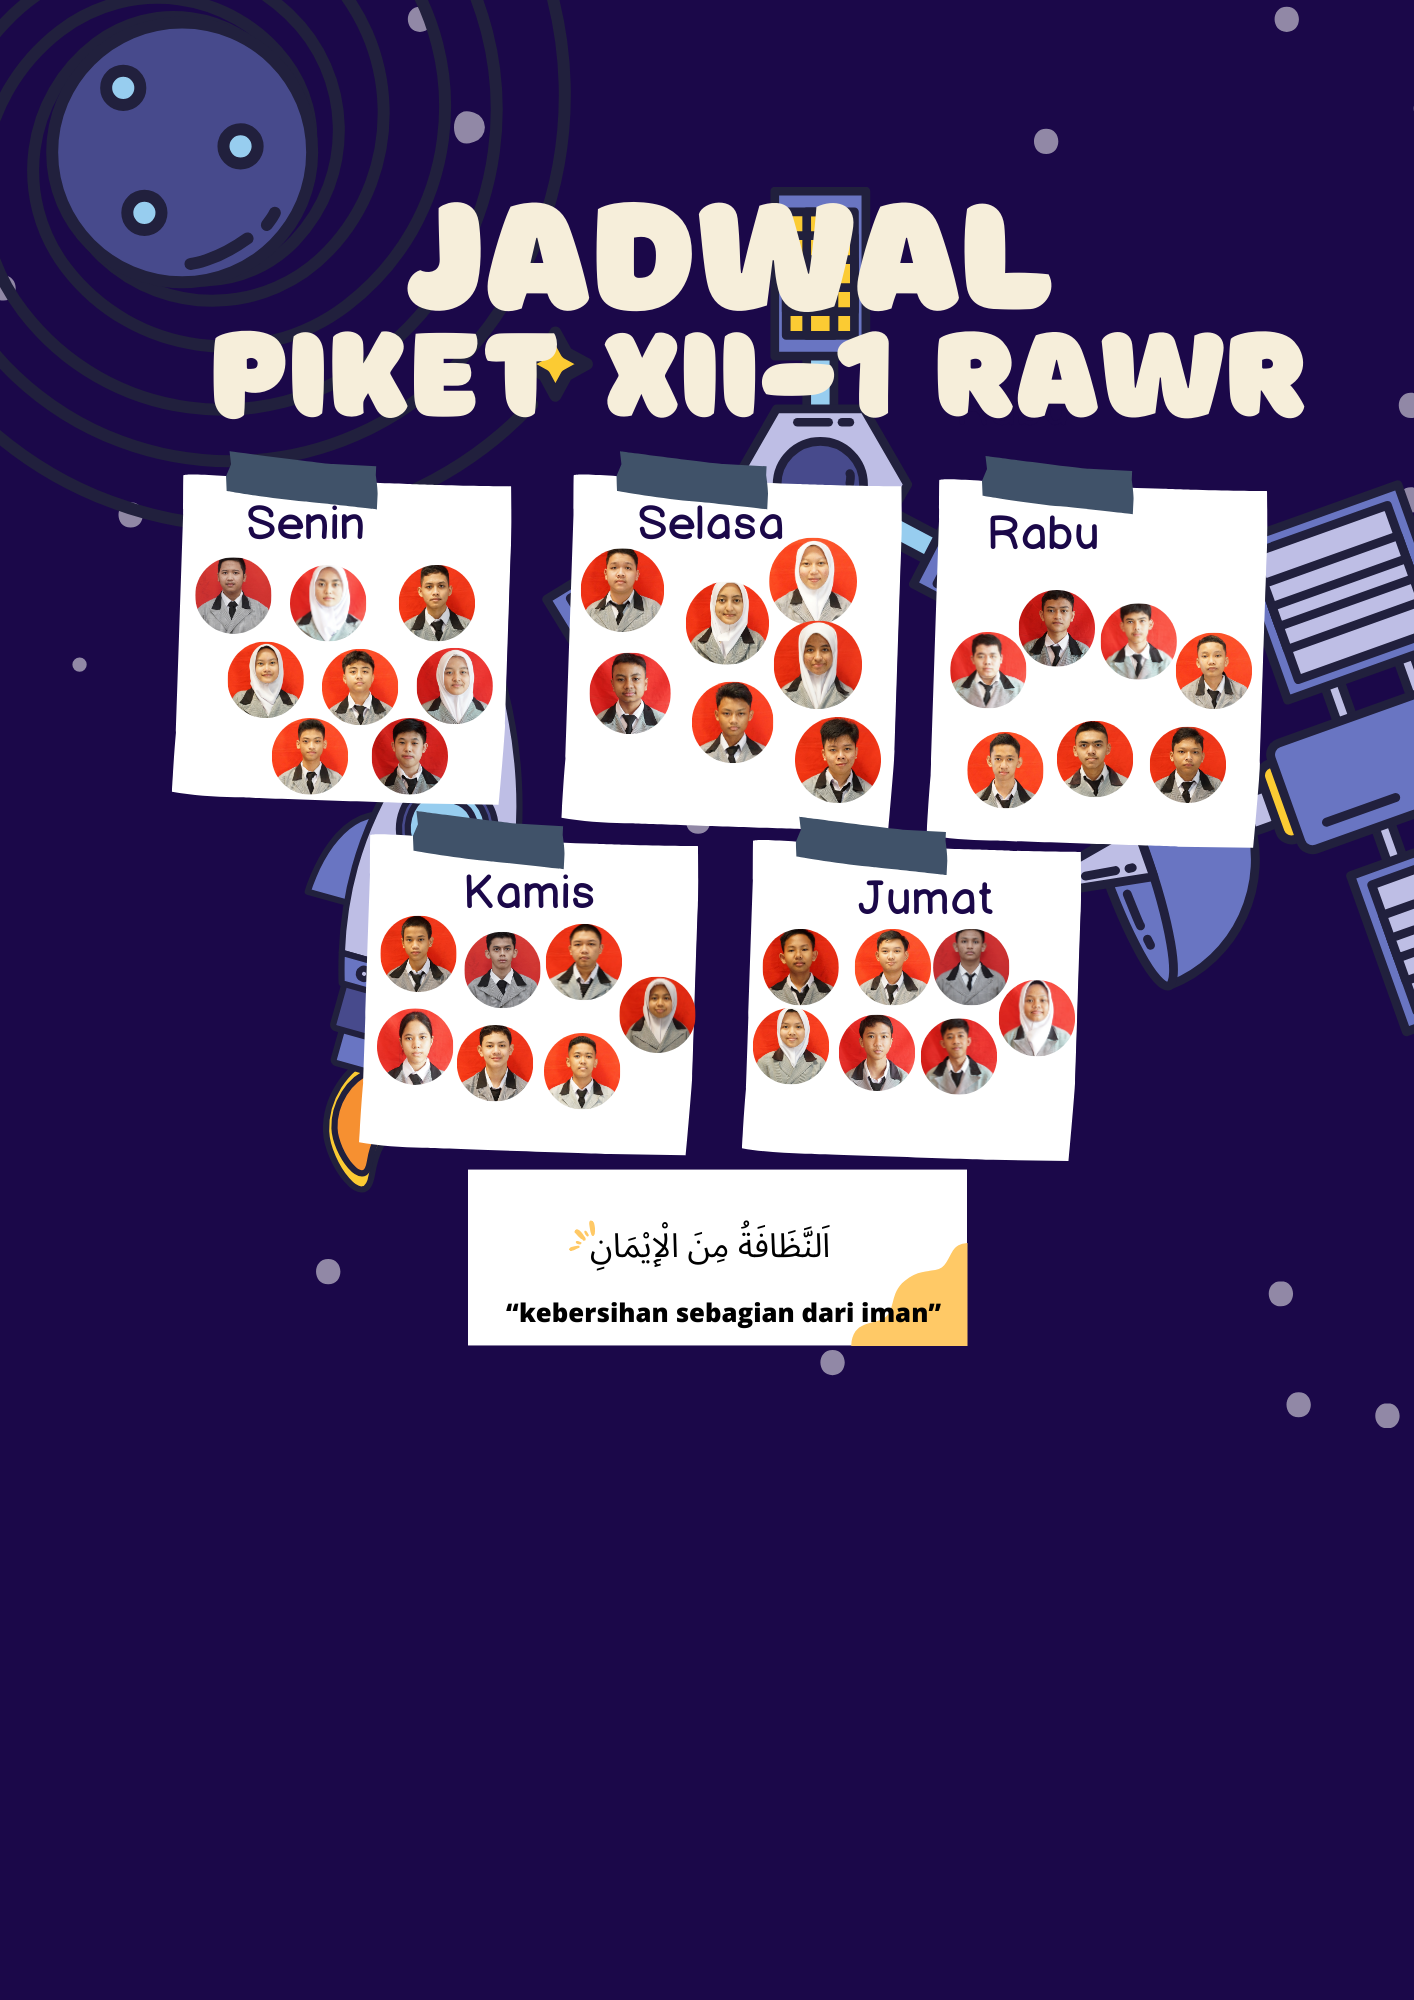 JADWAL
PIKET XII-1 RAWR
Senin
Selasa
Rabu
Kamis
Jumat
اَلنَّظَافَةُ مِنَ الْإِيْمَانِ
“kebersihan sebagian dari iman”